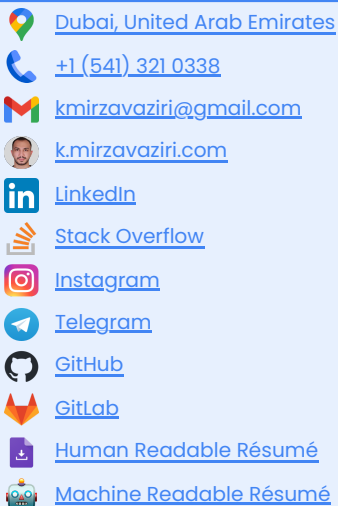 Dubai, United Arab Emirates
+1 (541) 321 0338
kmirzavaziri@gmail.com
k.mirzavaziri.com
LinkedIn
Stack Overflow
Instagram
Telegram
GitHub
GitLab
Human Readable Résumé
Machine Readable Résumé